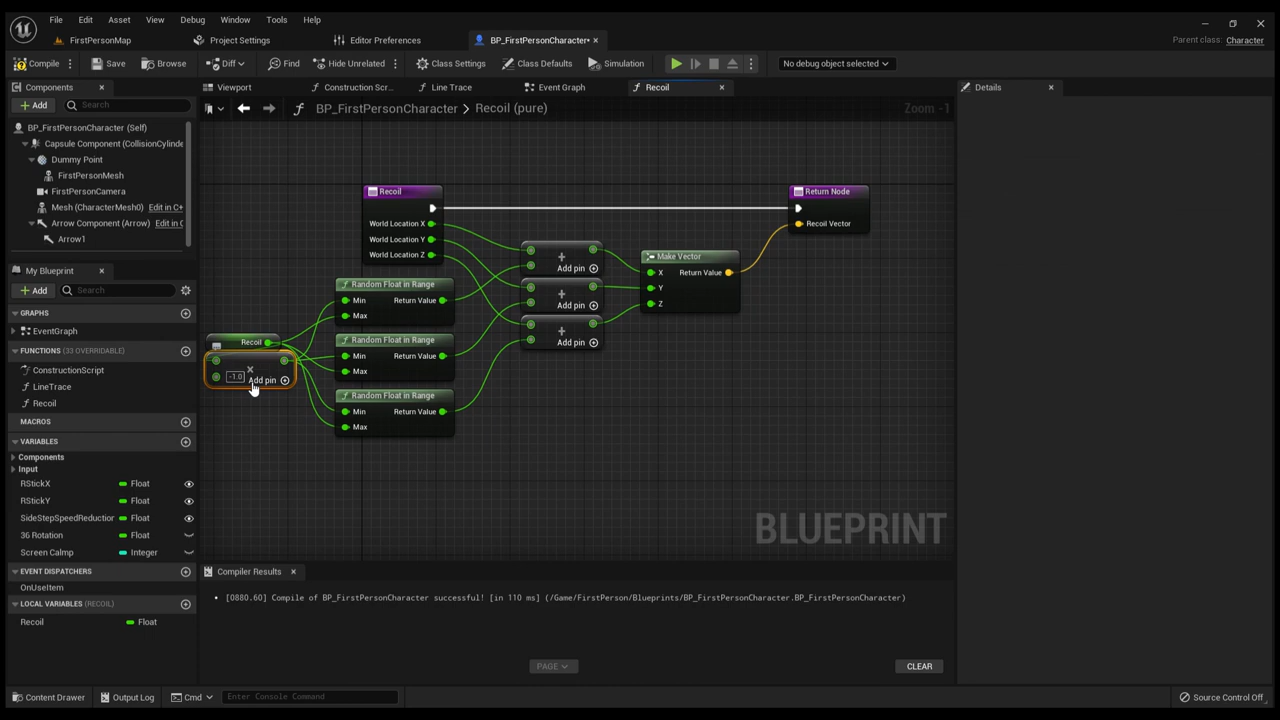 File Edit Asset View Debug Window Tools Help
FirstPersonMap Project Settings Editor Preferences BP_FirstPersonCharacter•
Parent class: Character
Compile Save Browse Diff Find Hide Unrelated Class Settings Class Defaults Simulation No debug object selected
Components
Viewport Construction Scr... Line Trace Event Graph Recoil
Details
Add Search
BP_FirstPersonCharacter > Recoil (pure)
Zoom -1
BP_FirstPersonCharacter (Self)
Capsule Component (CollisionCylinde
Dummy Point
FirstPersonMesh
FirstPersonCamera
Mesh (CharacterMesh0) Edit in C+
Arrow Component (Arrow) Edit in C
Arrow1
My Blueprint
Add Search
GRAPHS
EventGraph
FUNCTIONS (33 OVERRIDABLE)
ConstructionScript
LineTrace
Recoil
MACROS
VARIABLES
Components
Input
RStickX Float
RStickY Float
SideStepSpeedReduction Float
36 Rotation Float
Screen Calmp Integer
EVENT DISPATCHERS
OnUseItem
LOCAL VARIABLES (RECOIL)
Recoil Float
Recoil
World Location X
World Location Y
World Location Z
Return Node
Recoil Vector
Add pin
Add pin
Add pin
Make Vector
X Return Value
Y
Z
Random Float in Range
Min Return Value
Max
Random Float in Range
Min Return Value
Max
Random Float in Range
Min Return Value
Max
Recoil
-1.0
Add pin
BLUEPRINT
Compiler Results
[0880.60] Compile of BP_FirstPersonCharacter successful! [in 110 ms] (/Game/FirstPerson/Blueprints/BP_FirstPersonCharacter.BP_FirstPersonCharacter)
PAGE
CLEAR
Content Drawer Output Log Cmd Enter Console Command
Source Control Off